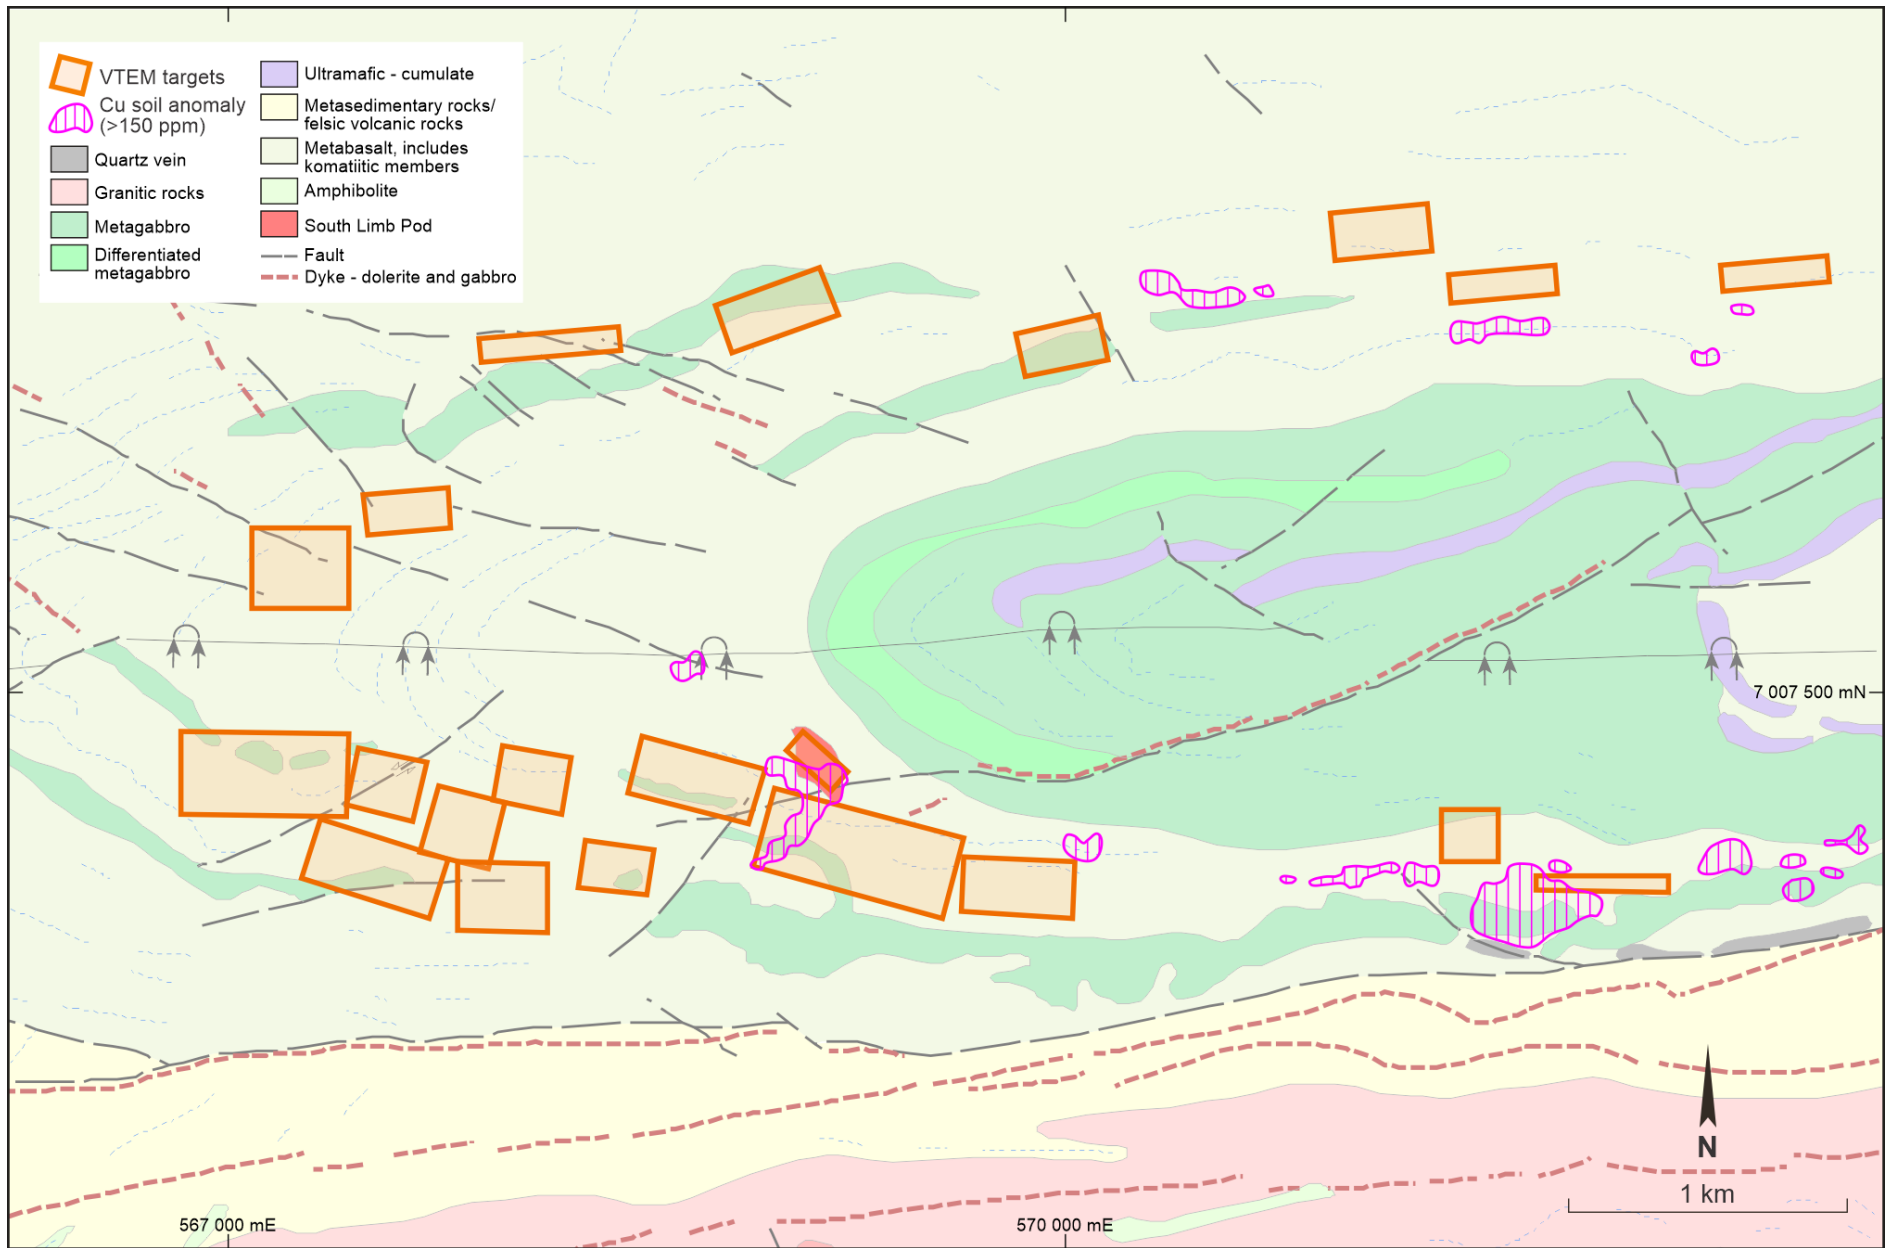 VTEM targets
Cu soil anomaly
(>150 ppm)
Quartz vein
Granitic rocks
Metagabbro
Differentiated
metagabbro
Ultramafic - cumulate
Metasedimentary rocks/
felsic volcanic rocks
Metabasalt, includes
komatiitic members
Amphibolite
South Limb Pod
Fault
Dyke - dolerite and gabbro
7 007 500 mN
N
1 km
567 000 mE
570 000 mE